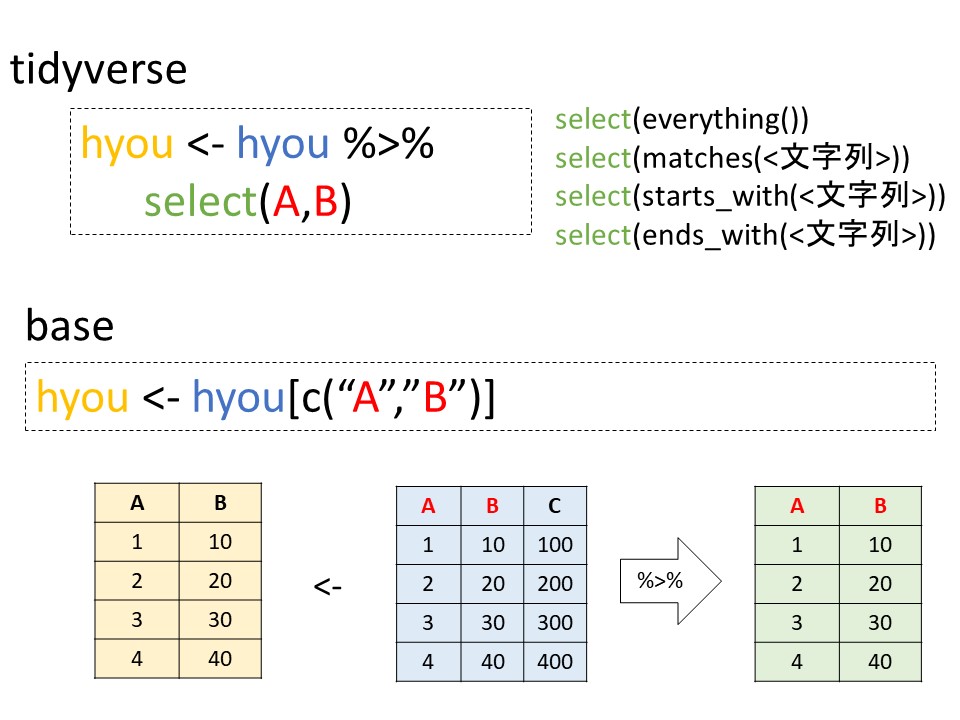 tidyverse
hyou <- hyou %>%
select(A,B)
select(everything())
select(matches(<文字列>))
select(starts_with(<文字列>))
select(ends_with(<文字列>))
base
hyou <- hyou[c(“A”,”B”)]
A B
1 10
2 20
3 30
4 40
<-
A B C
1 10 100
2 20 200
3 30 300
4 40 400
%>%
A B
1 10
2 20
3 30
4 40